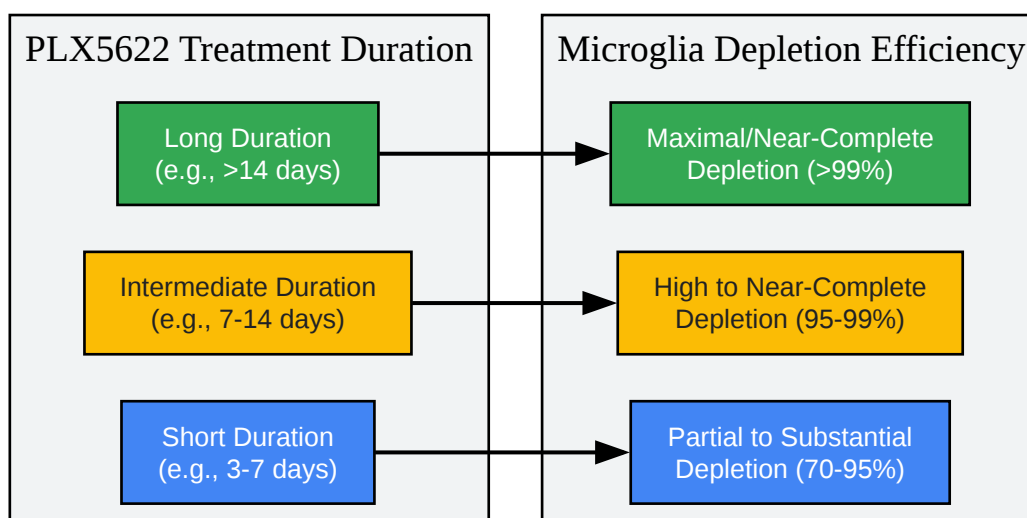 PLX5622 Treatment Duration
Long Duration
(e.g., >14 days)
Intermediate Duration
(e.g., 7-14 days)
Short Duration
(e.g., 3-7 days)
Microglia Depletion Efficiency
Maximal/Near-Complete
Depletion (>99%)
High to Near-Complete
Depletion (95-99%)
Partial to Substantial
Depletion (70-95%)